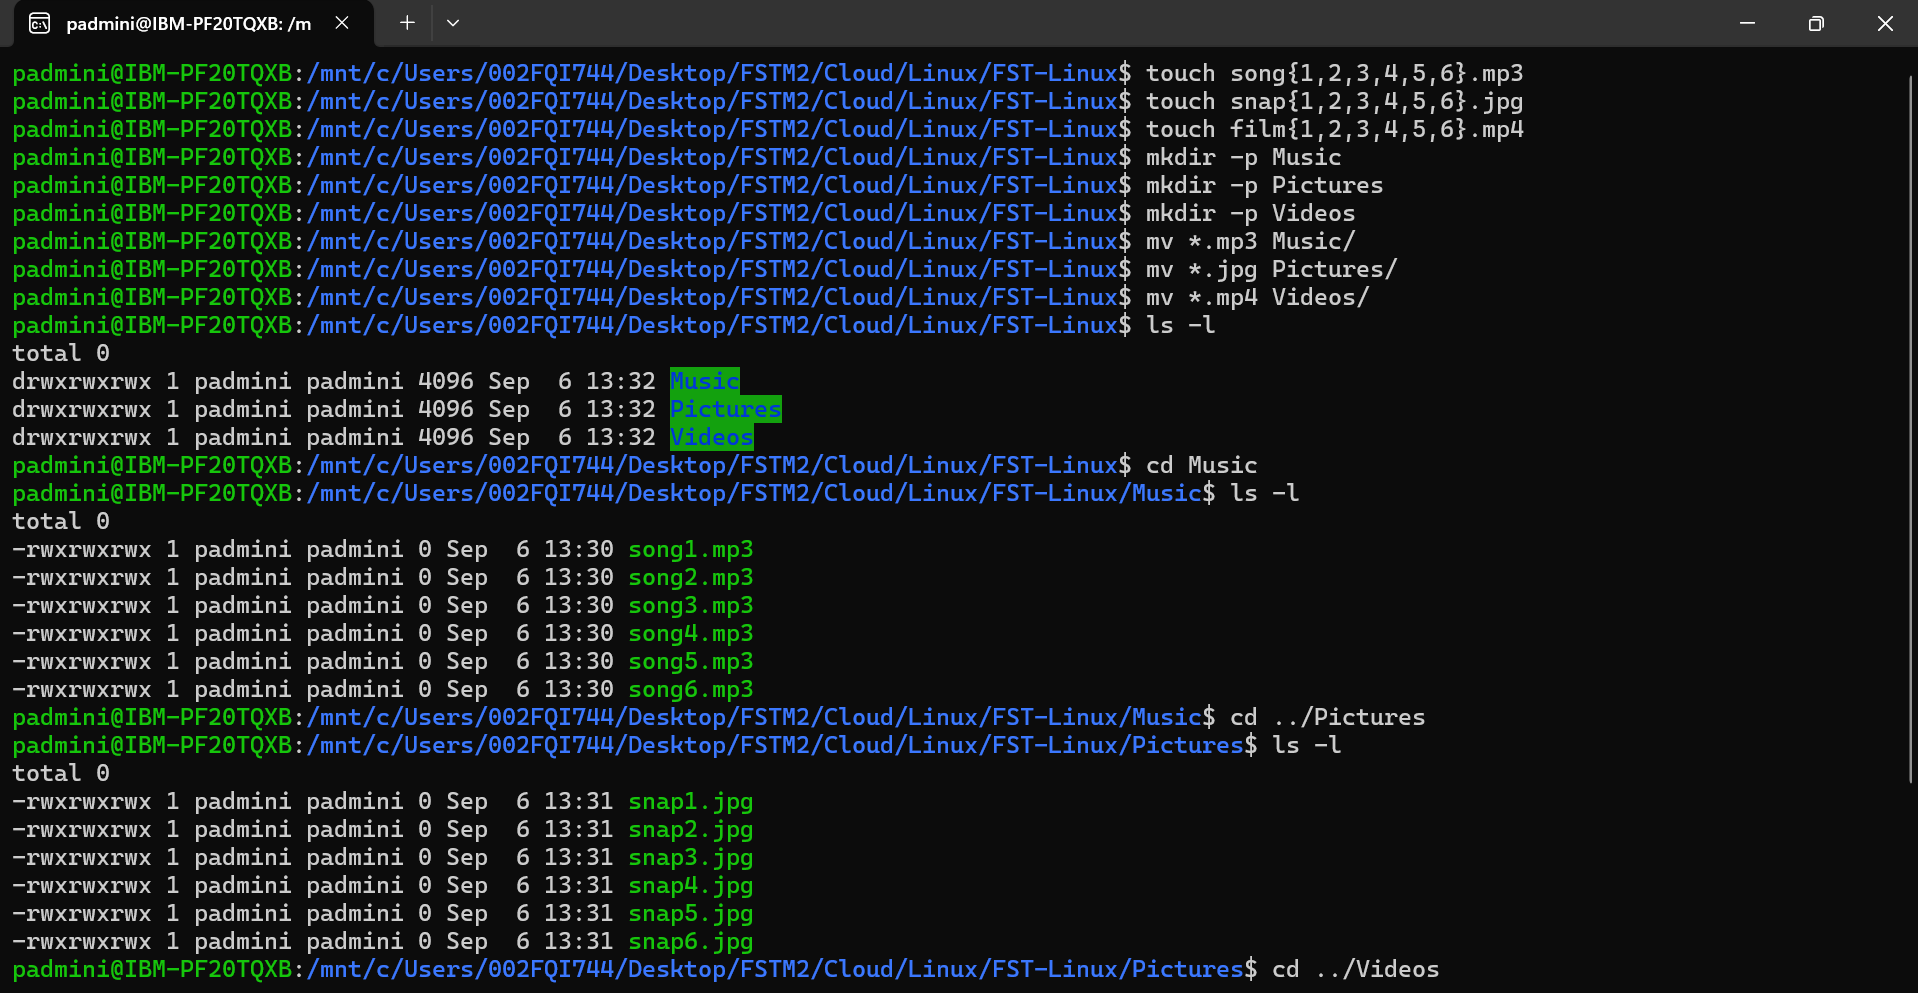 padmini@IBM-PF20TQXB: /m
padmini@IBM-PF20TQXB:/mnt/c/Users/002FQI744/Desktop/FSTM2/Cloud/Linux/FST-Linux$ touch song{1,2,3,4,5,6}.mp3
padmini@IBM-PF20TQXB:/mnt/c/Users/002FQI744/Desktop/FSTM2/Cloud/Linux/FST-Linux$ touch snap{1,2,3,4,5,6}.jpg
padmini@IBM-PF20TQXB:/mnt/c/Users/002FQI744/Desktop/FSTM2/Cloud/Linux/FST-Linux$ touch film{1,2,3,4,5,6}.mp4
padmini@IBM-PF20TQXB:/mnt/c/Users/002FQI744/Desktop/FSTM2/Cloud/Linux/FST-Linux$ mkdir -p Music
padmini@IBM-PF20TQXB:/mnt/c/Users/002FQI744/Desktop/FSTM2/Cloud/Linux/FST-Linux$ mkdir -p Pictures
padmini@IBM-PF20TQXB:/mnt/c/Users/002FQI744/Desktop/FSTM2/Cloud/Linux/FST-Linux$ mkdir -p Videos
padmini@IBM-PF20TQXB:/mnt/c/Users/002FQI744/Desktop/FSTM2/Cloud/Linux/FST-Linux$ mv *.mp3 Music/
padmini@IBM-PF20TQXB:/mnt/c/Users/002FQI744/Desktop/FSTM2/Cloud/Linux/FST-Linux$ mv *.jpg Pictures/
padmini@IBM-PF20TQXB:/mnt/c/Users/002FQI744/Desktop/FSTM2/Cloud/Linux/FST-Linux$ mv *.mp4 Videos/
padmini@IBM-PF20TQXB:/mnt/c/Users/002FQI744/Desktop/FSTM2/Cloud/Linux/FST-Linux$ ls -l
total 0
drwxrwxrwx 1 padmini padmini 4096 Sep  6 13:32 Music
drwxrwxrwx 1 padmini padmini 4096 Sep  6 13:32 Pictures
drwxrwxrwx 1 padmini padmini 4096 Sep  6 13:32 Videos
padmini@IBM-PF20TQXB:/mnt/c/Users/002FQI744/Desktop/FSTM2/Cloud/Linux/FST-Linux$ cd Music
padmini@IBM-PF20TQXB:/mnt/c/Users/002FQI744/Desktop/FSTM2/Cloud/Linux/FST-Linux/Music$ ls -l
total 0
-rwxrwxrwx 1 padmini padmini 0 Sep  6 13:30 song1.mp3
-rwxrwxrwx 1 padmini padmini 0 Sep  6 13:30 song2.mp3
-rwxrwxrwx 1 padmini padmini 0 Sep  6 13:30 song3.mp3
-rwxrwxrwx 1 padmini padmini 0 Sep  6 13:30 song4.mp3
-rwxrwxrwx 1 padmini padmini 0 Sep  6 13:30 song5.mp3
-rwxrwxrwx 1 padmini padmini 0 Sep  6 13:30 song6.mp3
padmini@IBM-PF20TQXB:/mnt/c/Users/002FQI744/Desktop/FSTM2/Cloud/Linux/FST-Linux/Music$ cd ../Pictures
padmini@IBM-PF20TQXB:/mnt/c/Users/002FQI744/Desktop/FSTM2/Cloud/Linux/FST-Linux/Pictures$ ls -l
total 0
-rwxrwxrwx 1 padmini padmini 0 Sep  6 13:31 snap1.jpg
-rwxrwxrwx 1 padmini padmini 0 Sep  6 13:31 snap2.jpg
-rwxrwxrwx 1 padmini padmini 0 Sep  6 13:31 snap3.jpg
-rwxrwxrwx 1 padmini padmini 0 Sep  6 13:31 snap4.jpg
-rwxrwxrwx 1 padmini padmini 0 Sep  6 13:31 snap5.jpg
-rwxrwxrwx 1 padmini padmini 0 Sep  6 13:31 snap6.jpg
padmini@IBM-PF20TQXB:/mnt/c/Users/002FQI744/Desktop/FSTM2/Cloud/Linux/FST-Linux/Pictures$ cd ../Videos